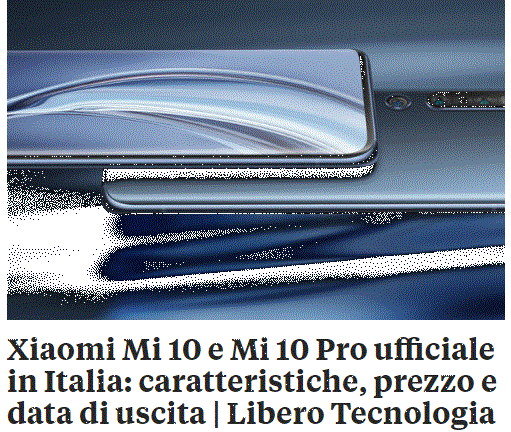 Xiaomi Mi 10 e Mi 10 Pro ufficiale
in Italia: caratteristiche, prezzo e
data di uscita | Libero Tecnologia